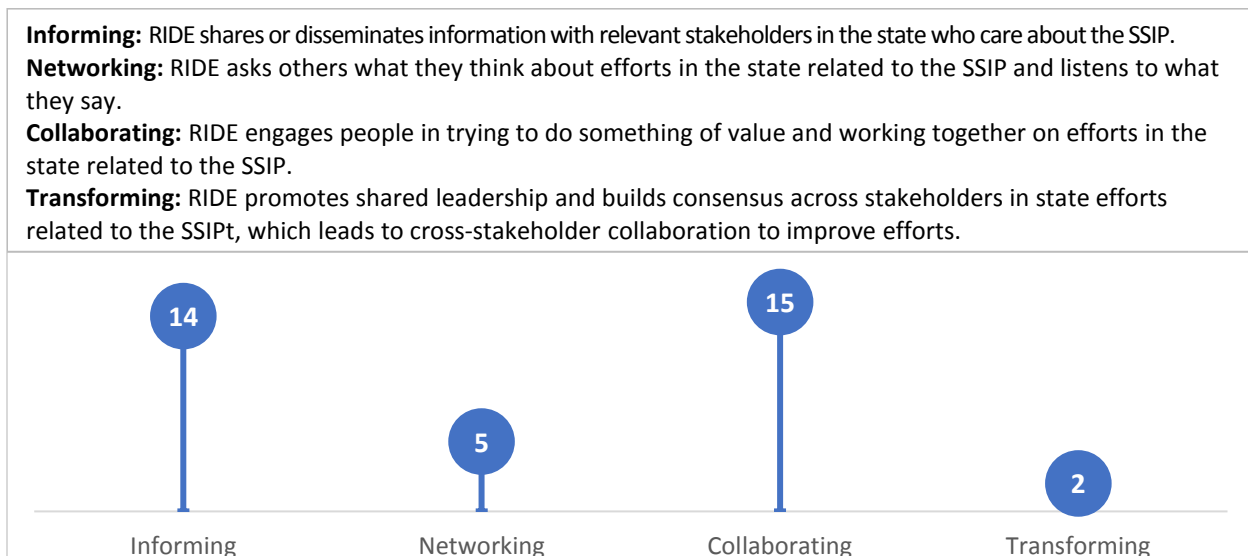 Informing: RIDE shares or disseminates information with relevant stakeholders in the state who care about the SSIP.
Networking: RIDE asks others what they think about efforts in the state related to the SSIP and listens to what
they say.
Collaborating: RIDE engages people in trying to do something of value and working together on efforts in the
state related to the SSIP.
Transforming: RIDE promotes shared leadership and builds consensus across stakeholders in state efforts
related to the SSIPt, which leads to cross-stakeholder collaboration to improve efforts.
14
5
15
2
Informing
Networking
Collaborating
Transforming